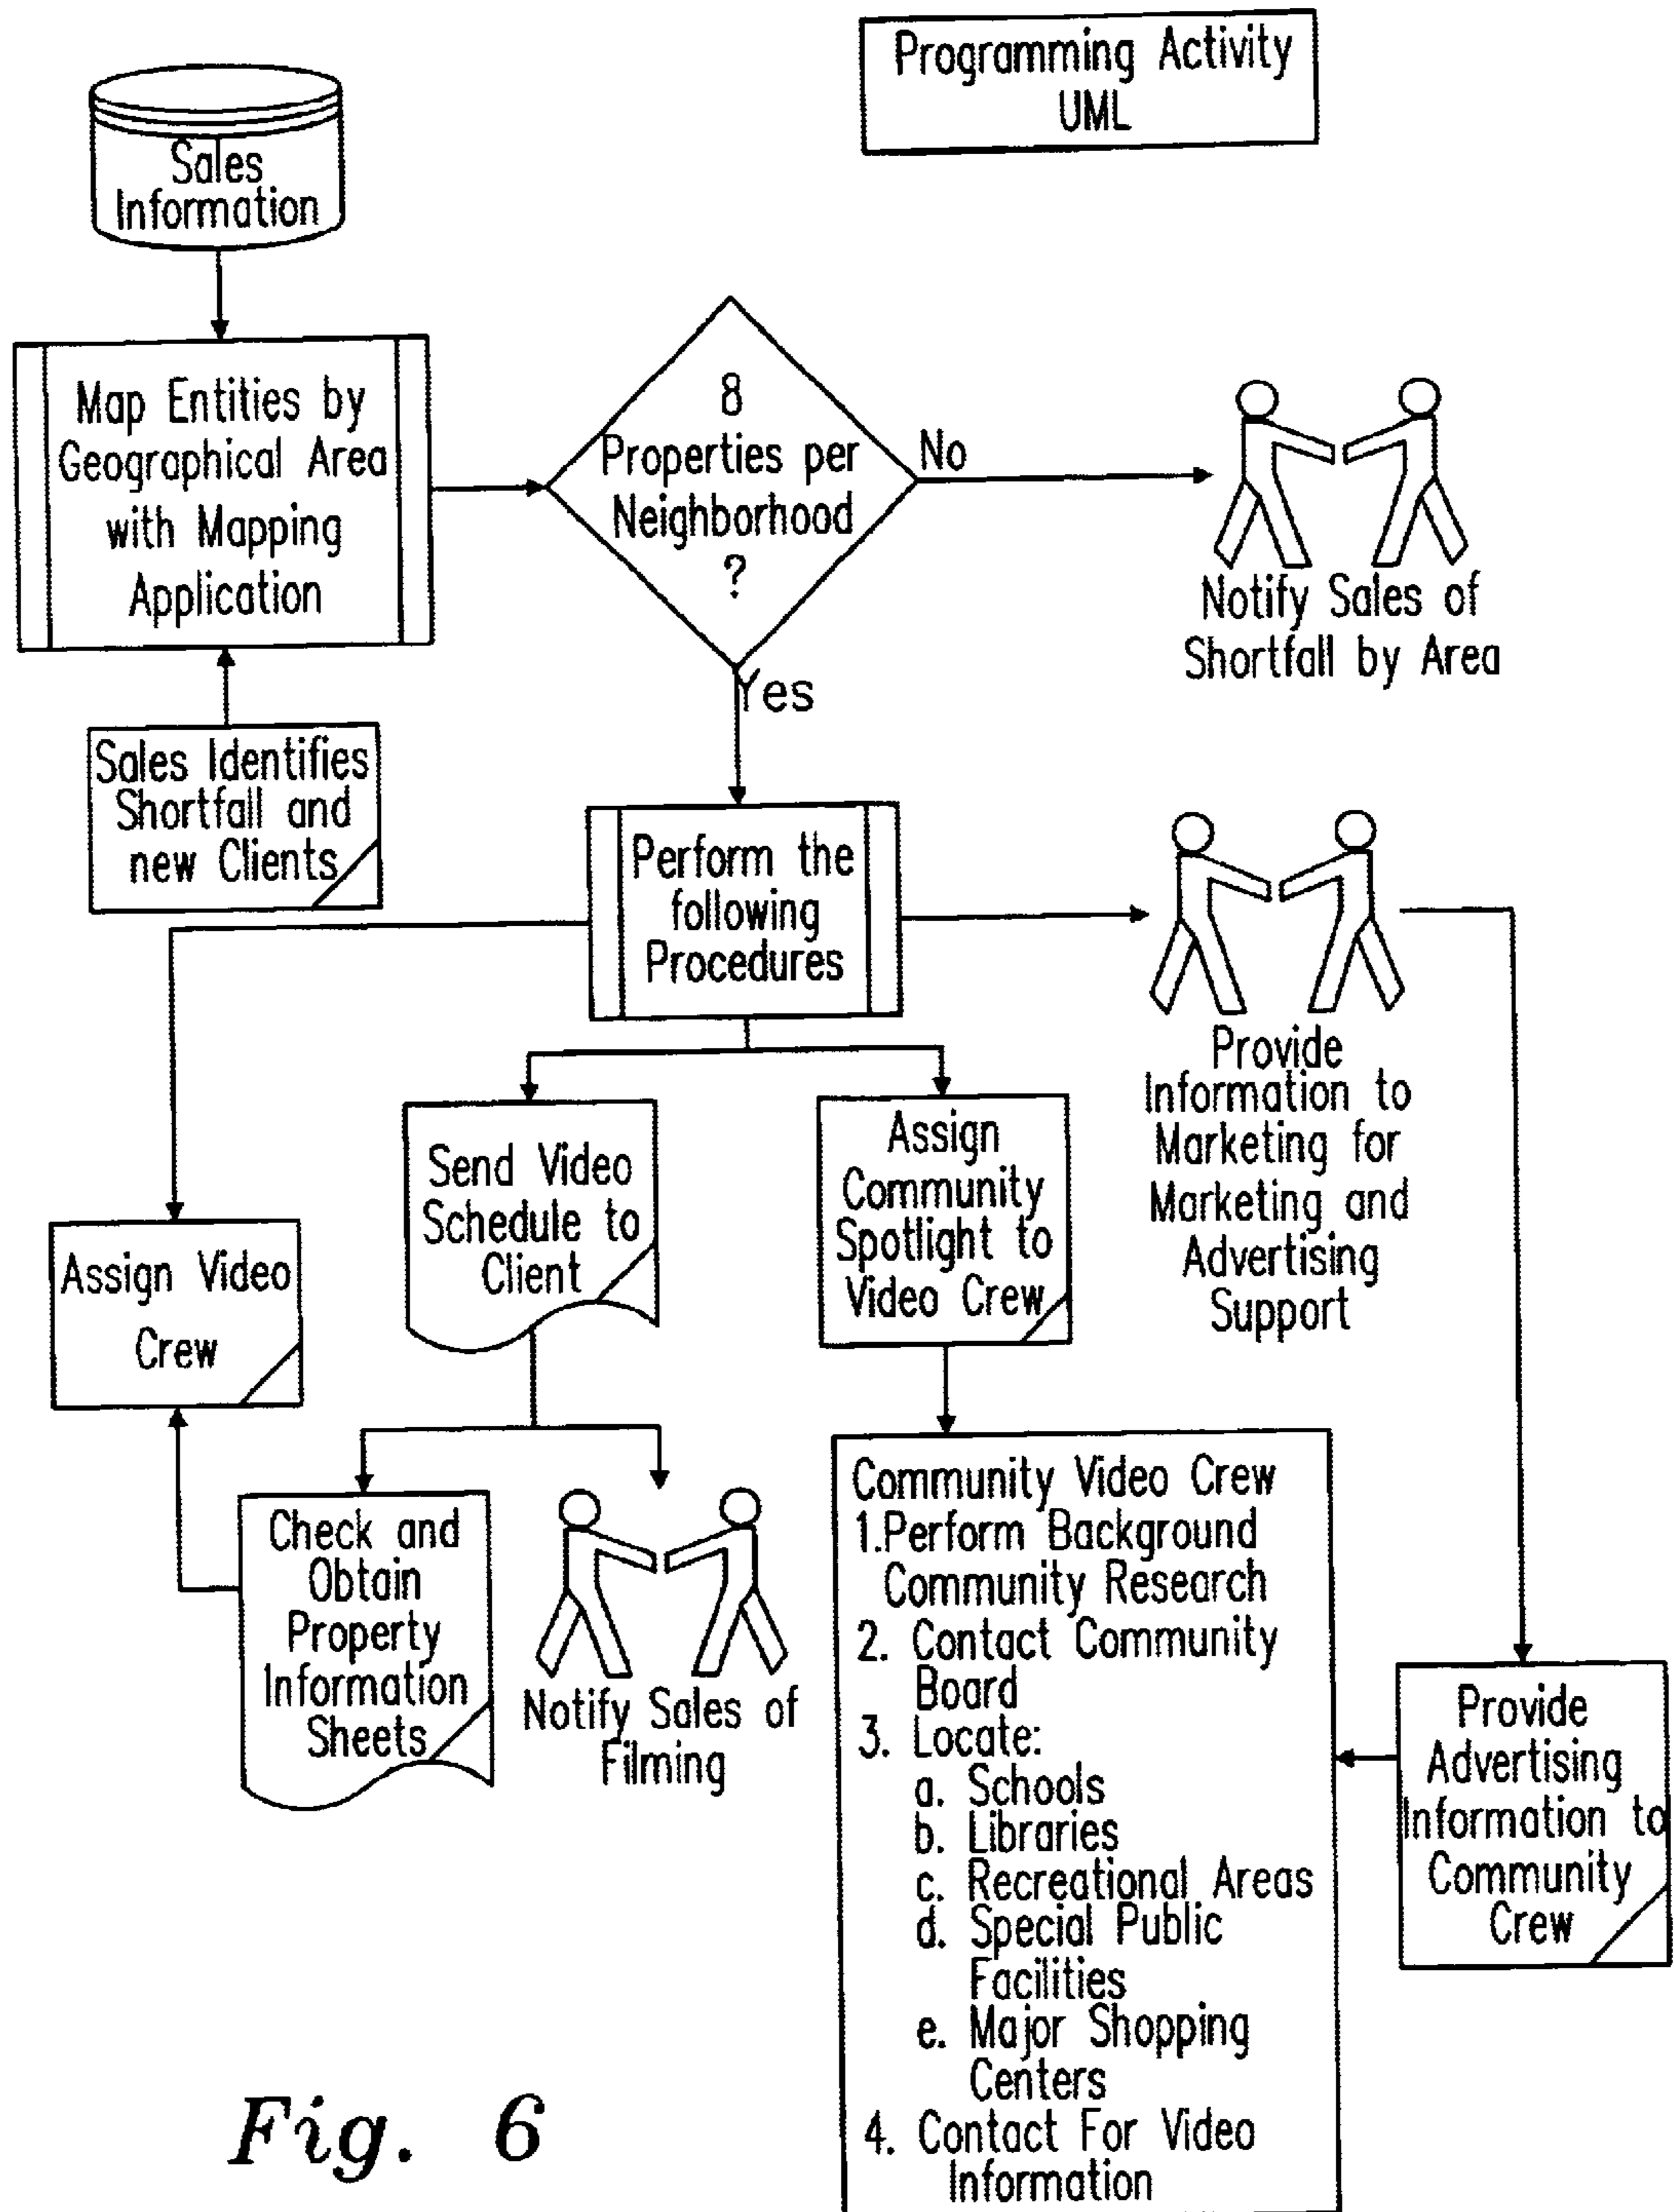 Programming Activity
UML
Sales
Information
Map Entities by
Geographical Area
with Mapping
Application
8
Properties per
Neighborhood
?
No
Notify Sales of
Shortfall by Area
Yes
Sales Identifies
Shortfall and
new Clients
Perform the
following
Procedures
Provide
Information to
Marketing for
Marketing and
Advertising
Support
Send Video
Schedule to
Client
Assign
Community
Spotlight to
Video Crew
Assign Video
Crew
Check and
Obtain
Property
Information
Sheets
Notify Sales of
Filming
Community Video Crew
1.Perform Background
Community Research
2. Contact Community
Board
3. Locate:
a. Schools
b. Libraries
c. Recreational Areas
d. Special Public
Facilities
e. Major Shopping
Centers
4. Contact For Video
Information
Provide
Advertising
Information to
Community
Crew
Fig. 6